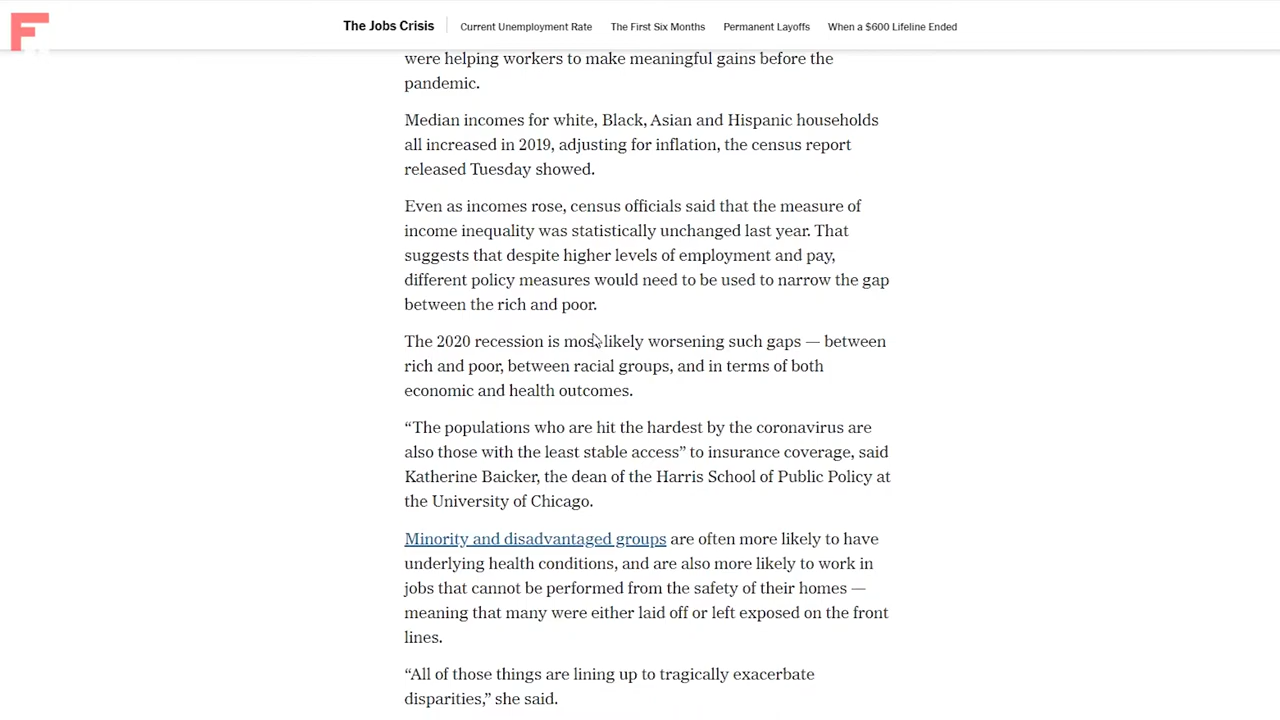 F
The Jobs Crisis Current Unemployment Rate The First Six Months Permanent Layoffs When a $600 Lifeline Ended
were helping workers to make meaningful gains before the
pandemic.
Median incomes for white, Black, Asian and Hispanic households
all increased in 2019, adjusting for inflation, the census report
released Tuesday showed.
Even as incomes rose, census officials said that the measure of
income inequality was statistically unchanged last year. That
suggests that despite higher levels of employment and pay,
different policy measures would need to be used to narrow the gap
between the rich and poor.
The 2020 recession is most likely worsening such gaps — between
rich and poor, between racial groups, and in terms of both
economic and health outcomes.
“The populations who are hit the hardest by the coronavirus are
also those with the least stable access” to insurance coverage, said
Katherine Baicker, the dean of the Harris School of Public Policy at
the University of Chicago.
Minority and disadvantaged groups are often more likely to have
underlying health conditions, and are also more likely to work in
jobs that cannot be performed from the safety of their homes —
meaning that many were either laid off or left exposed on the front
lines.
“All of those things are lining up to tragically exacerbate
disparities,” she said.